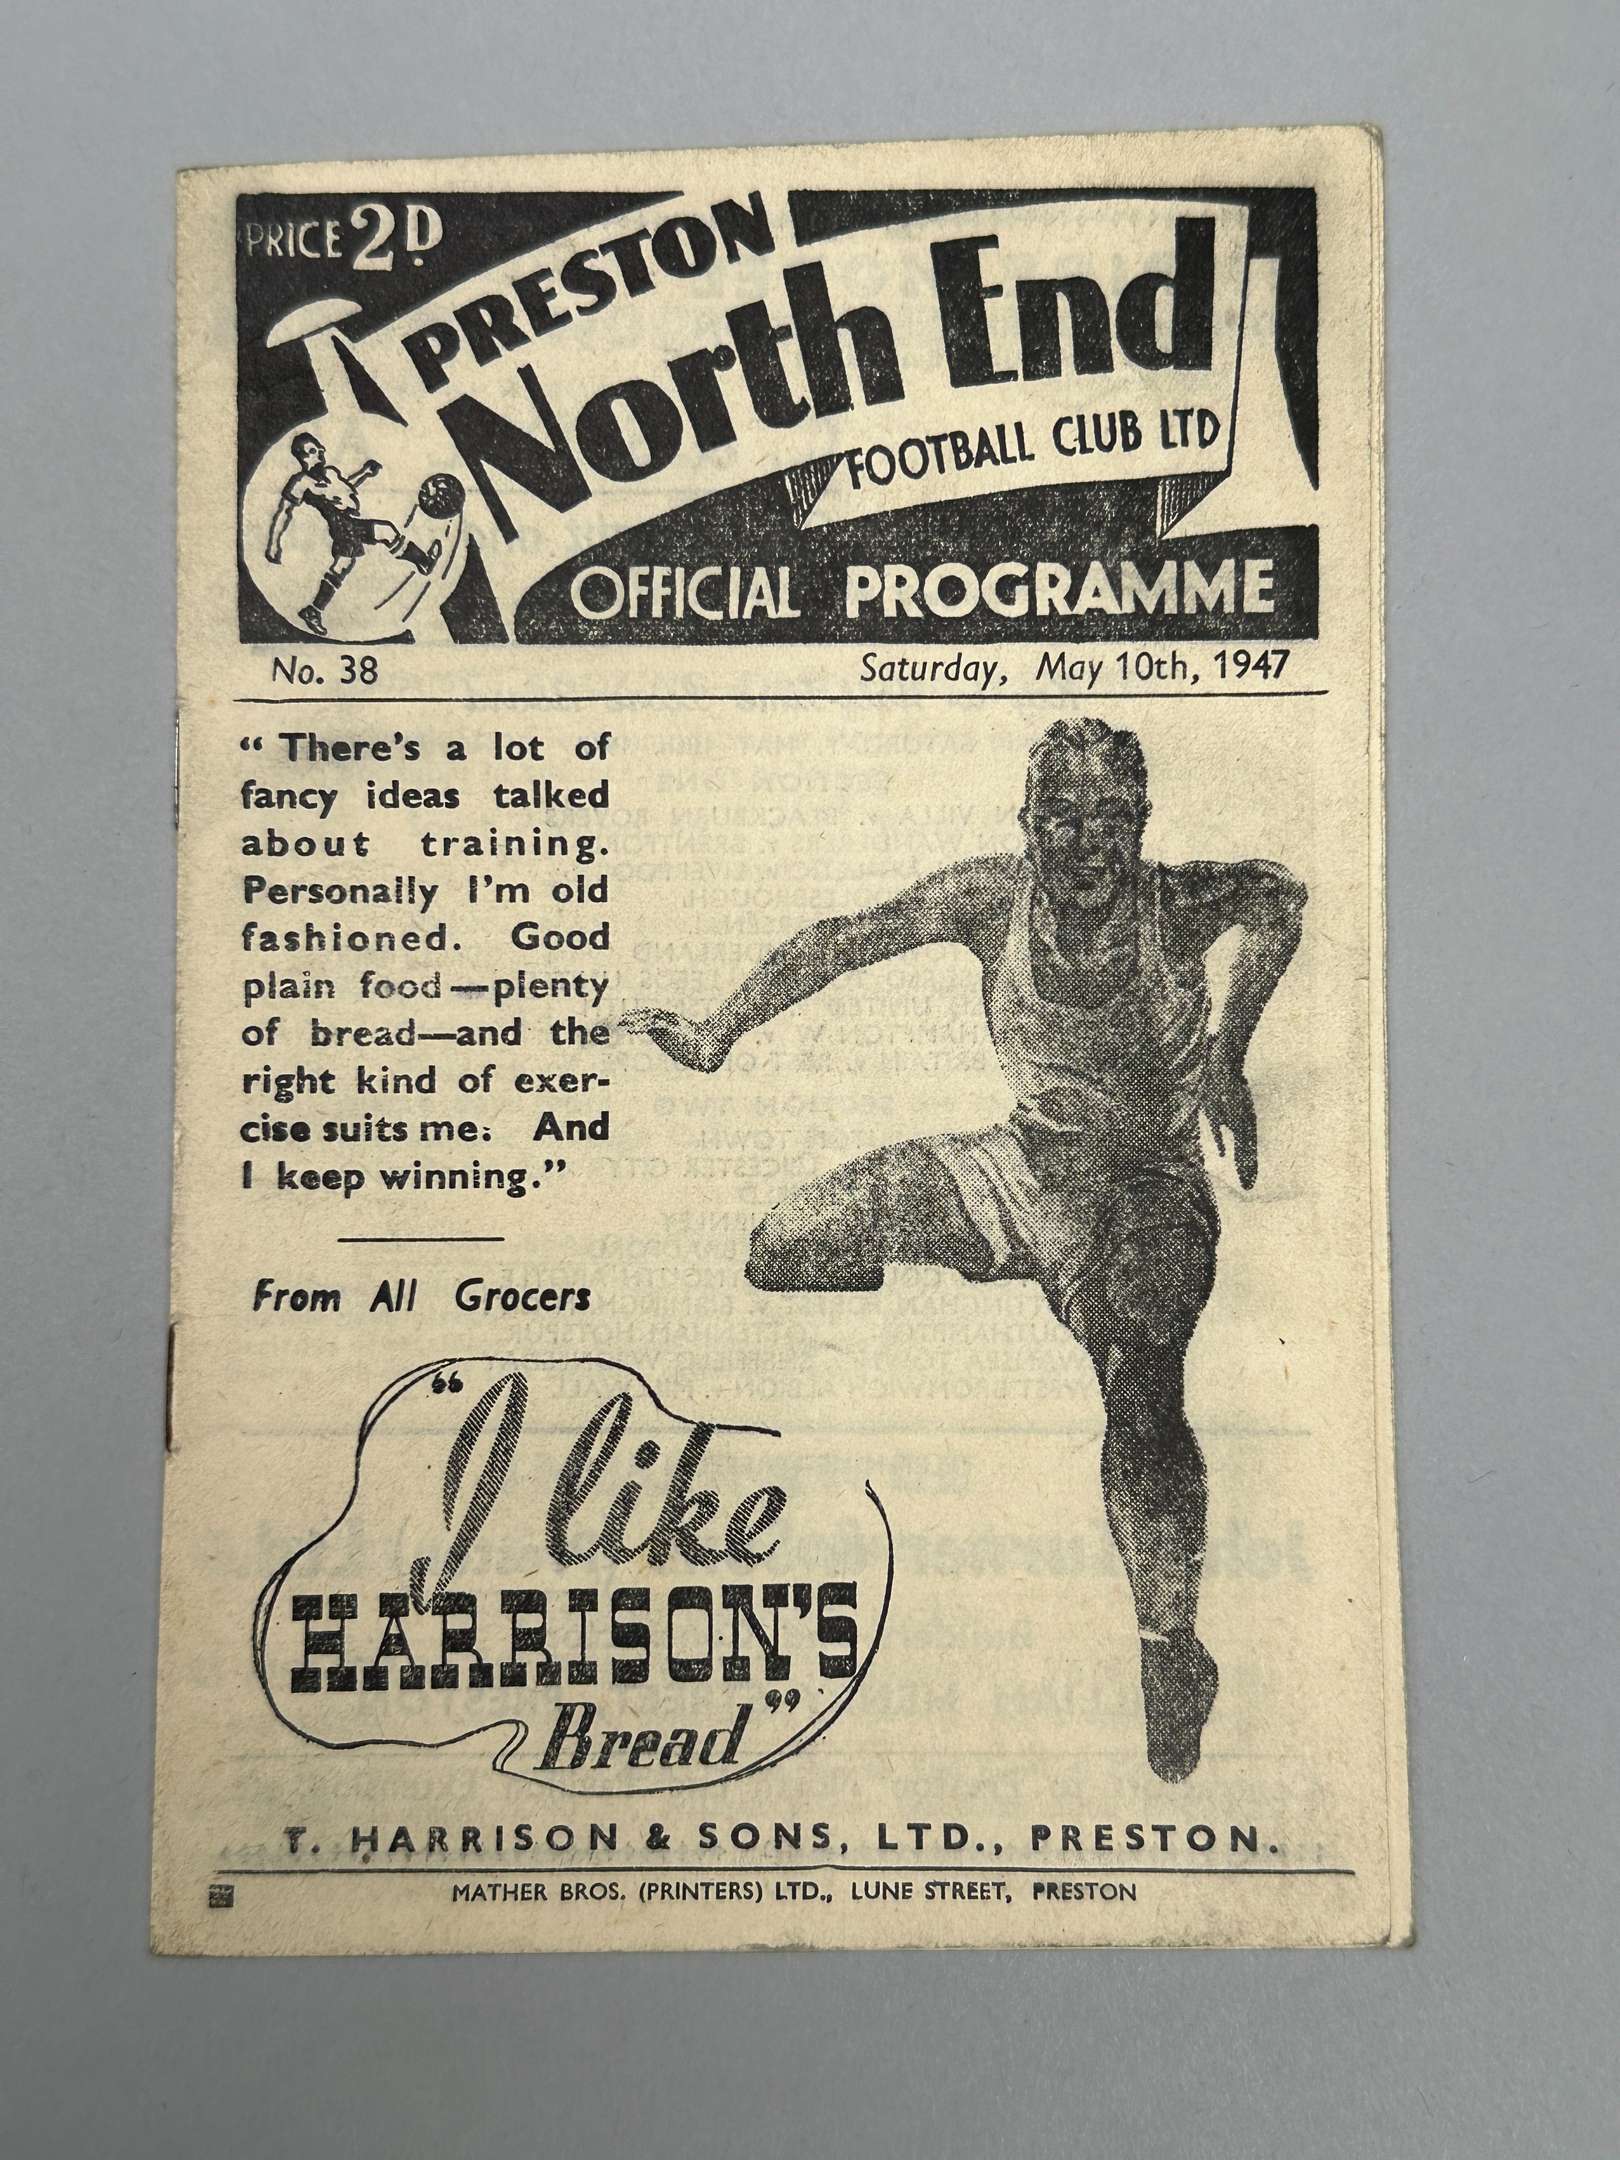 PRICE 2D.
PRESTON
North End
FOOTBALL CLUB LTD
OFFICIAL PROGRAMME
No. 38
Saturday, May 10th, 1947
“There's a lot of
fancy ideas talked
about training.
Personally I'm old
fashioned. Good
plain food—plenty
of bread—and the
right kind of exer-
cise suits me. And
I keep winning.”
From All Grocers
“I like
HARRISON'S
Bread”
T. HARRISON & SONS, LTD., PRESTON.
MATHER BROS. (PRINTERS) LTD., LUNE STREET, PRESTON